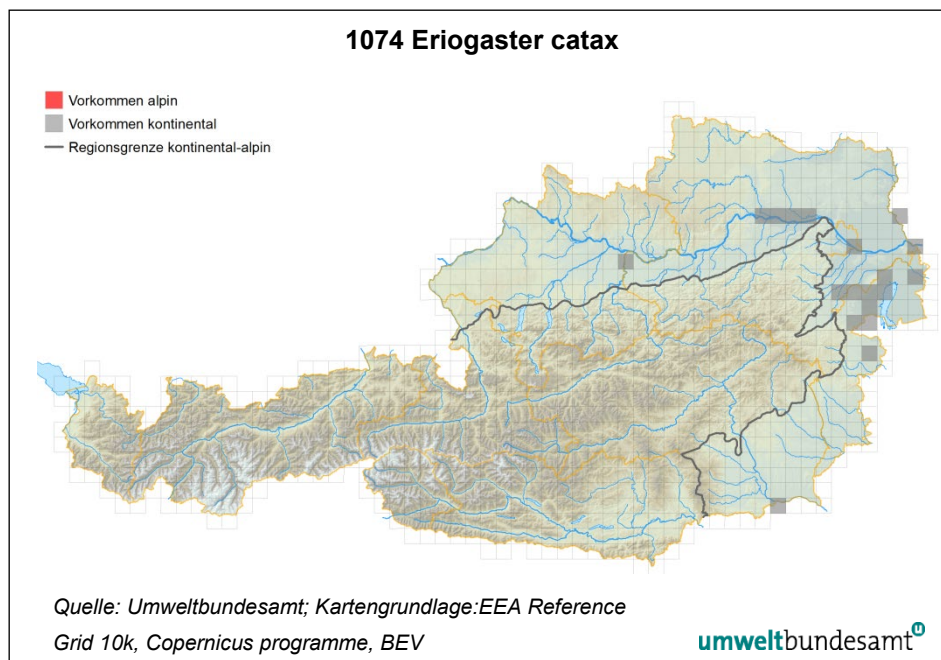 1074 Eriogaster catax
Vorkommen alpin
Vorkommen kontinental
Regionsgrenze kontinental-alpin
Quelle: Umweltbundesamt; Kartengrundlage:EEA Reference
Grid 10k, Copernicus programme, BEV
umweltbundesamt u